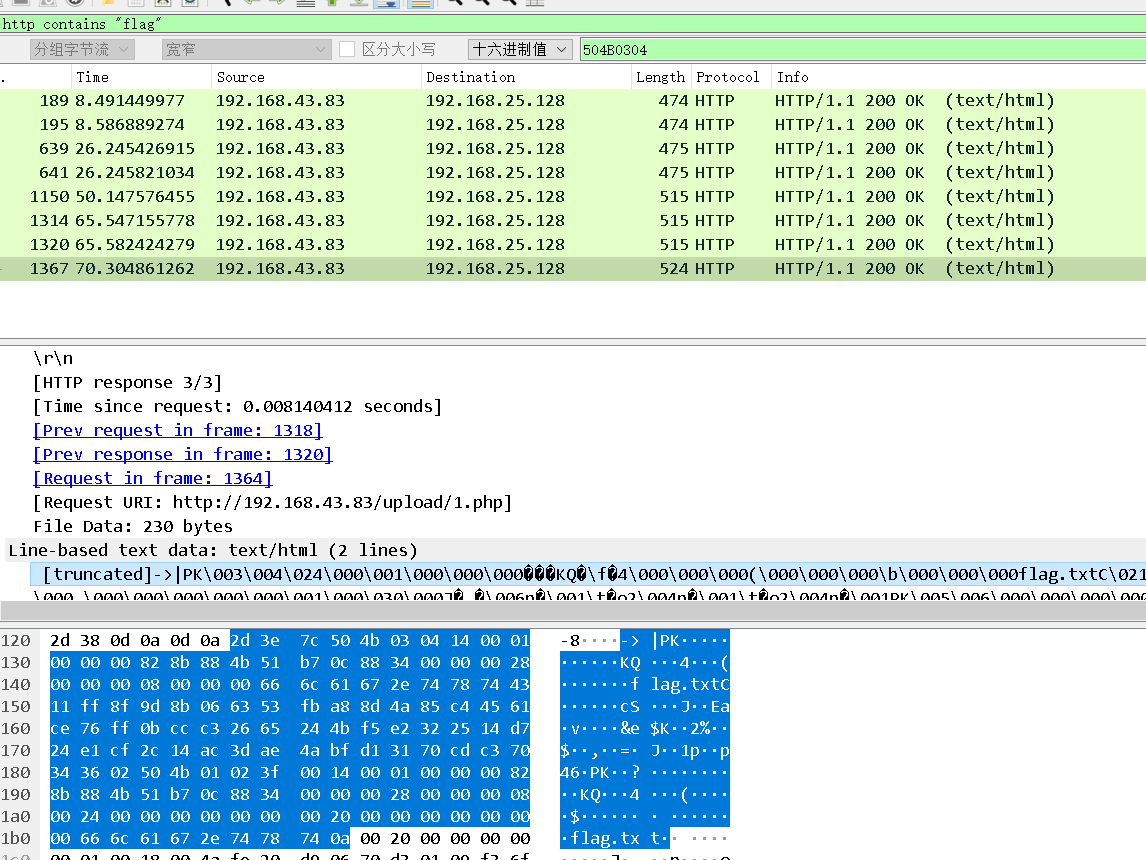 http contains "flag"
分组字节流 宽窄 区分大小写 十六进制值 504B0304
. Time Source Destination Length Protocol Info
189 8.491449977 192.168.43.83 192.168.25.128 474 HTTP HTTP/1.1 200 OK (text/html)
195 8.586889274 192.168.43.83 192.168.25.128 474 HTTP HTTP/1.1 200 OK (text/html)
639 26.245426915 192.168.43.83 192.168.25.128 475 HTTP HTTP/1.1 200 OK (text/html)
641 26.245821034 192.168.43.83 192.168.25.128 475 HTTP HTTP/1.1 200 OK (text/html)
1150 50.147576455 192.168.43.83 192.168.25.128 515 HTTP HTTP/1.1 200 OK (text/html)
1314 65.547155778 192.168.43.83 192.168.25.128 515 HTTP HTTP/1.1 200 OK (text/html)
1320 65.582424279 192.168.43.83 192.168.25.128 515 HTTP HTTP/1.1 200 OK (text/html)
1367 70.304861262 192.168.43.83 192.168.25.128 524 HTTP HTTP/1.1 200 OK (text/html)
\r\n
[HTTP response 3/3]
[Time since request: 0.008140412 seconds]
[Prev request in frame: 1318]
[Prev response in frame: 1320]
[Request in frame: 1364]
[Request URI: http://192.168.43.83/upload/1.php]
File Data: 230 bytes
Line-based text data: text/html (2 lines)
[truncated]->|PK\003\004\024\000\001\000\000\000���KQ�\f�4\000\000\000(\000\000\000\b\000\000\000flag.txtC\021
120 2d 38 0d 0a 0d 0a 2d 3e 7c 50 4b 03 04 14 00 01 -8····-> |PK·····
130 00 00 00 82 8b 88 4b 51 b7 0c 88 34 00 00 00 28 ······KQ ···4···(
140 00 00 00 08 00 00 00 66 6c 61 67 2e 74 78 74 43 ·······f lag.txtC
150 11 ff 8f 9d 8b 06 63 53 fb a8 8d 4a 85 c4 45 61 ······cS ···J··Ea
160 ce 76 ff 0b cc c3 26 65 24 4b f5 e2 32 25 14 d7 ·v····&e $K··2%··
170 24 e1 cf 2c 14 ac 3d ae 4a bf d1 31 70 cd c3 70 $··,··=· J··1p··p
180 34 36 02 50 4b 01 02 3f 00 14 00 01 00 00 00 82 46·PK··? ········
190 8b 88 4b 51 b7 0c 88 34 00 00 00 28 00 00 00 08 ··KQ···4 ···(····
1a0 00 24 00 00 00 00 00 00 00 20 00 00 00 00 00 00 ·$······ · ······
1b0 00 66 6c 61 67 2e 74 78 74 0a 00 20 00 00 00 00 ·flag.tx t·· ····